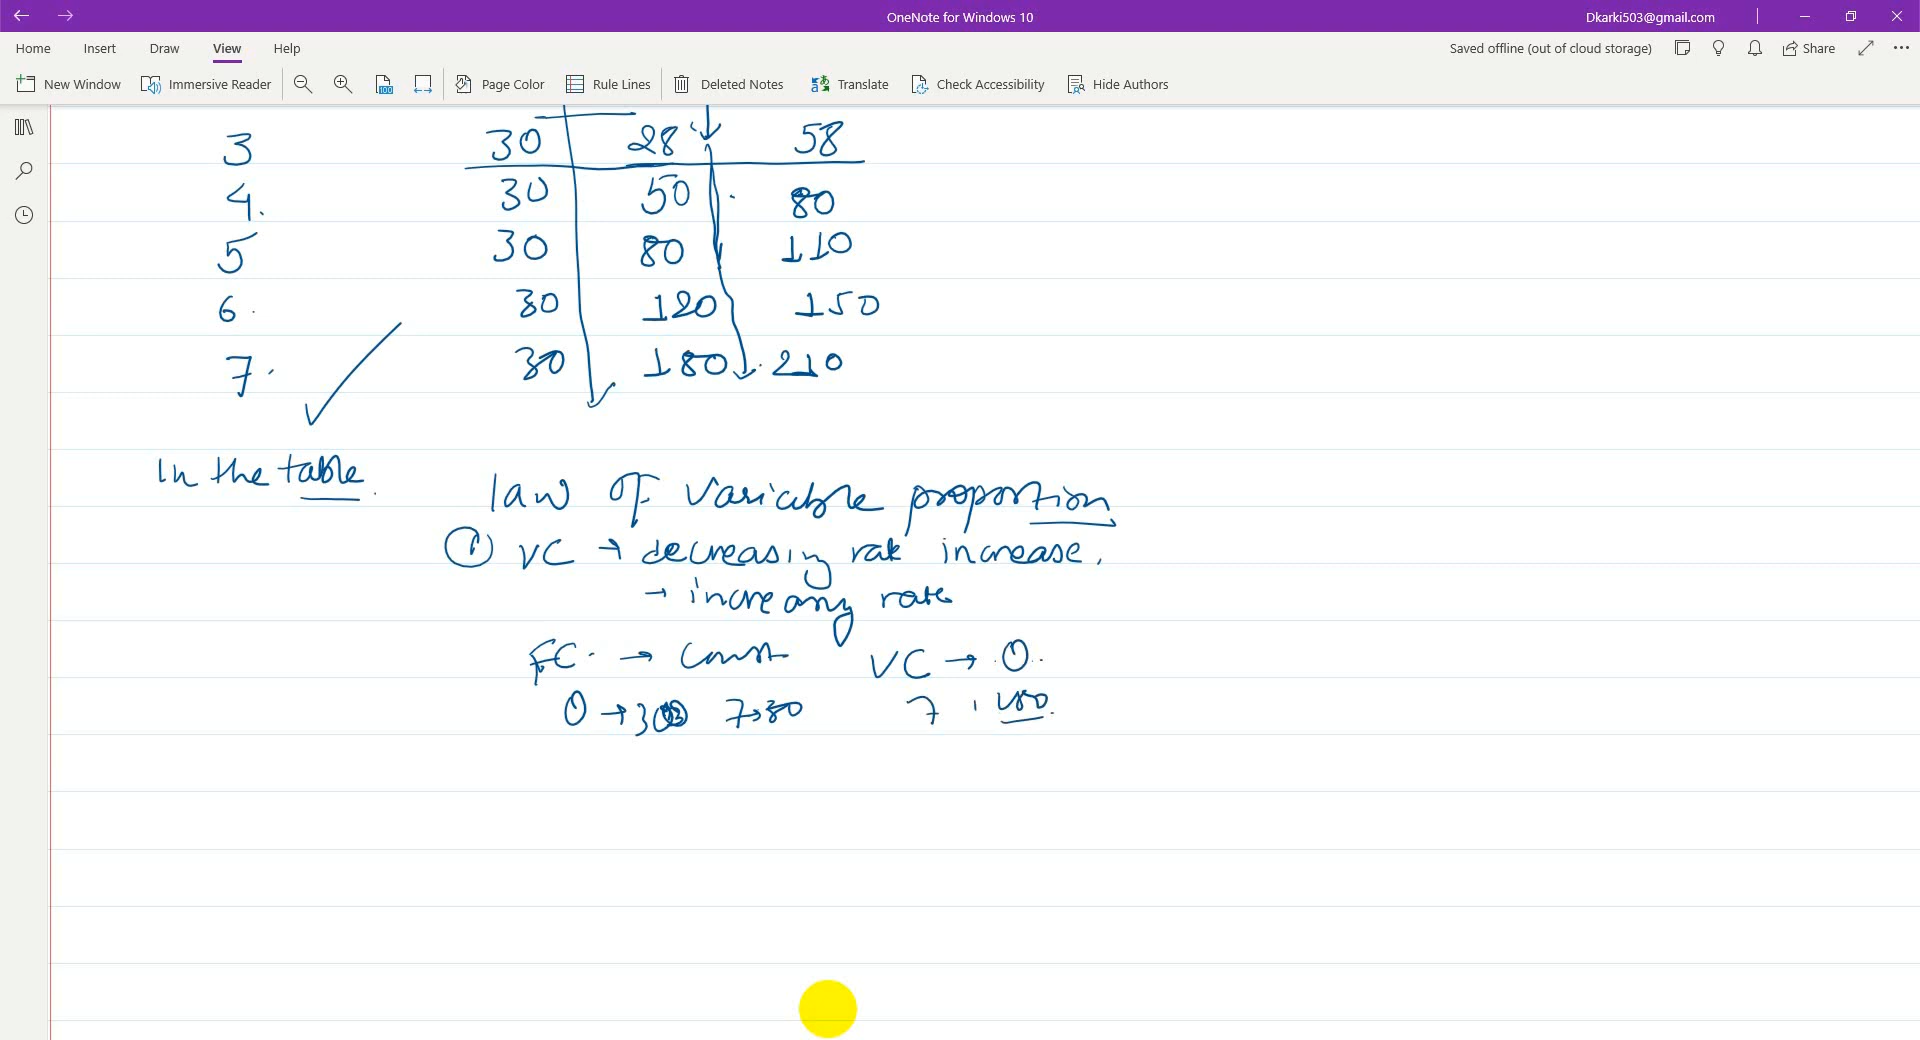 OneNote for Windows 10
Dkarki503@gmail.com
Home Insert Draw View Help
Saved offline (out of cloud storage) Share
New Window Immersive Reader Page Color Rule Lines Deleted Notes Translate Check Accessibility Hide Authors
3 30 28 58
4. 30 50 80
5 30 80 110
6. 30 120 150
7. 30 180 210
In the table.
law of variable proportion
① VC → decreasing rate increase.
→ increasing rate
FC. → const VC → 0.
0 → 30 7→30 7 , 180.